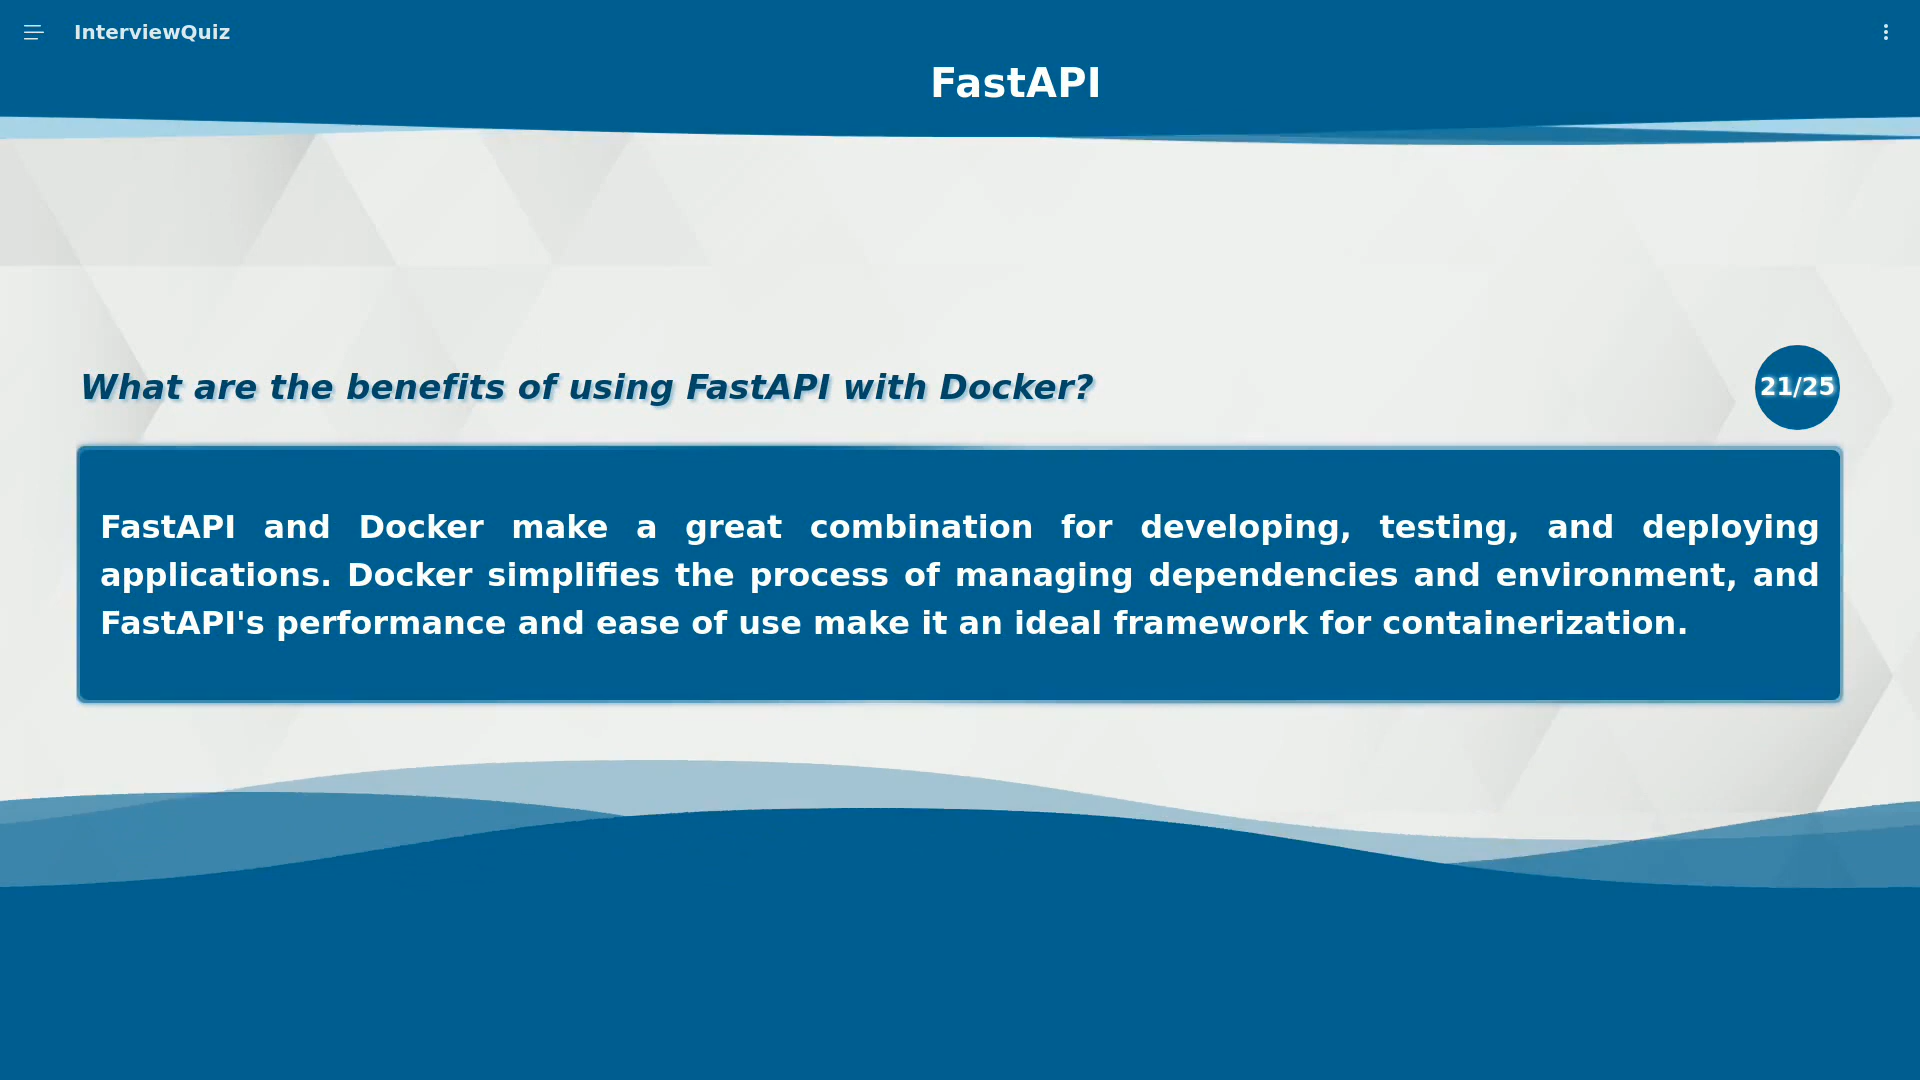 InterviewQuiz
FastAPI
What are the benefits of using FastAPI with Docker?
21/25
FastAPI and Docker make a great combination for developing, testing, and deploying
applications. Docker simplifies the process of managing dependencies and environment, and
FastAPI's performance and ease of use make it an ideal framework for containerization.